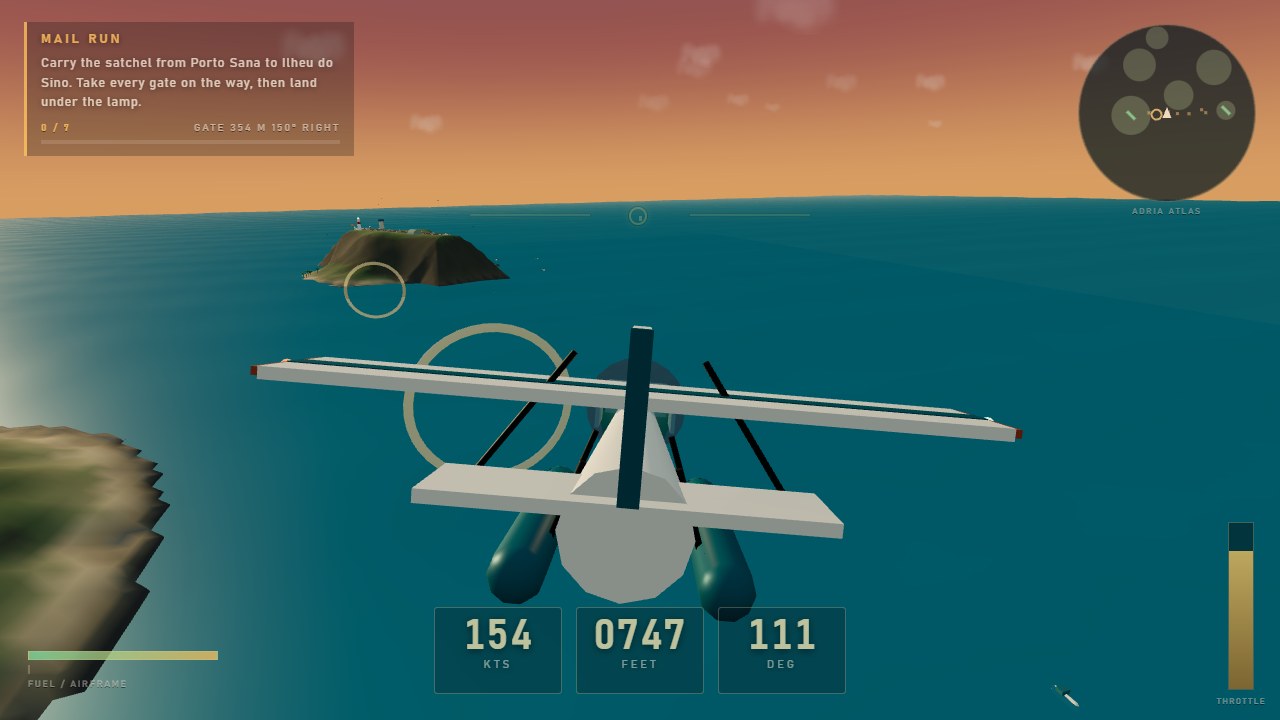 MAIL RUN
Carry the satchel from Porto Sana to Ilheu do
Sino. Take every gate on the way, then land
under the lamp.
0 / 7 GATE 354 M 150° RIGHT
ADRIA ATLAS
154
KTS
0747
FEET
111
DEG
FUEL / AIRFRAME
THROTTLE